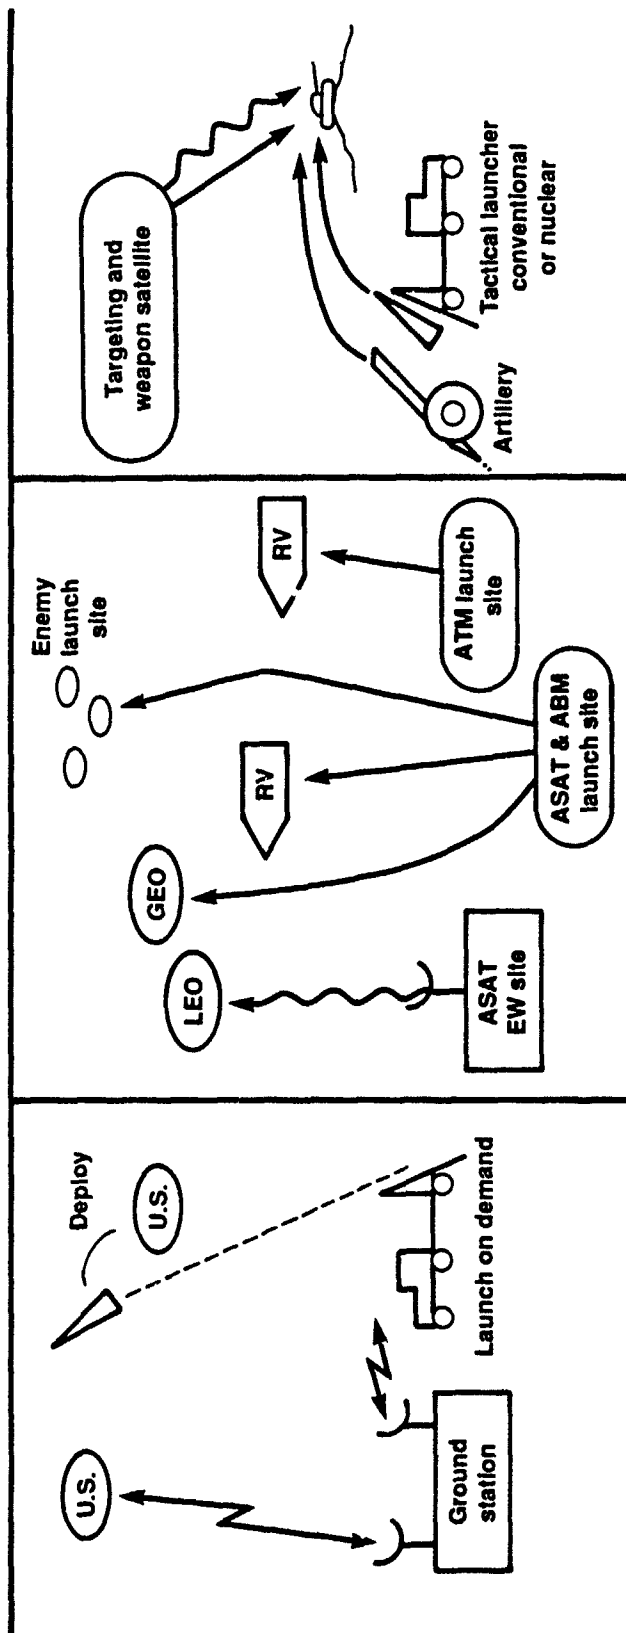 U.S.
Deploy
U.S.
Ground
station
Launch on demand
LEO
GEO
RV
Enemy
launch
site
RV
ASAT
EW site
ASAT & ABM
launch site
ATM launch
site
Targeting and
weapon satellite
Artillery
Tactical launcher
conventional
or nuclear